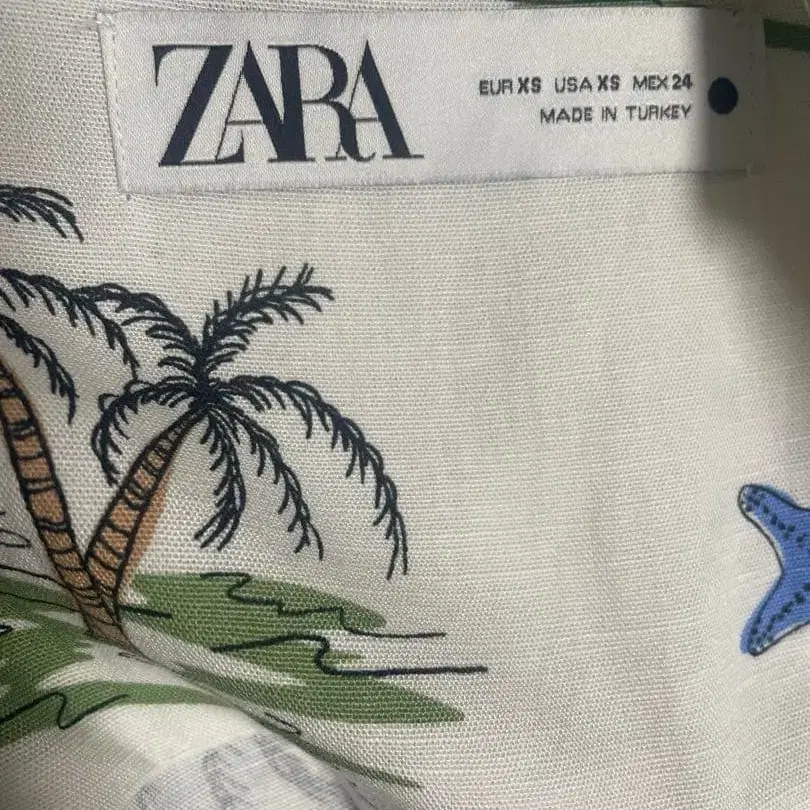 ZARA
EUR XS USA XS MEX 24
MADE IN TURKEY